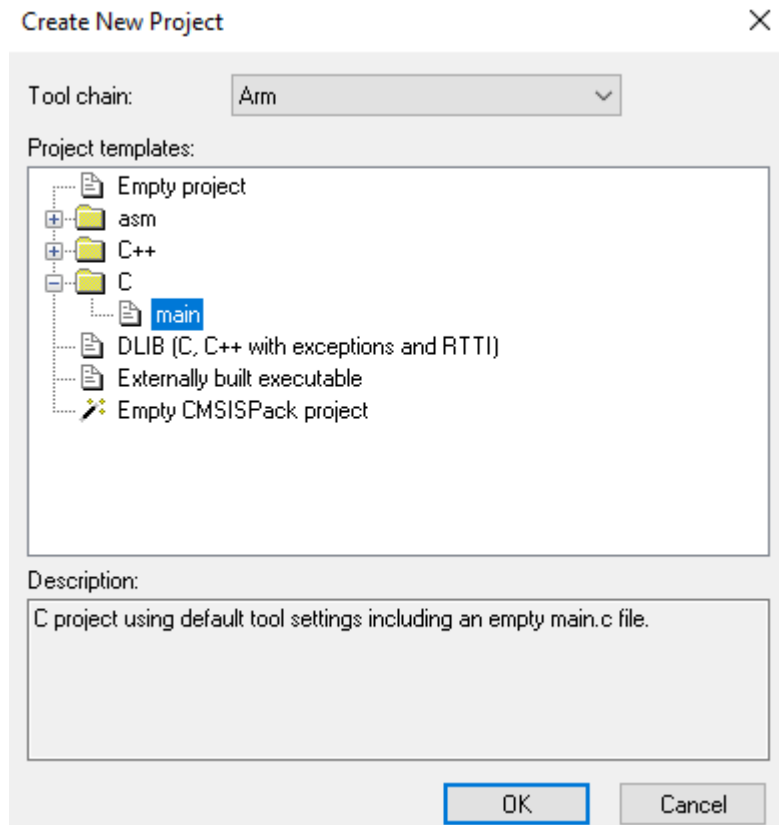 Create New Project
Tool chain: Arm
Project templates:
Empty project
asm
C++
C
main
DLIB (C, C++ with exceptions and RTTI)
Externally built executable
Empty CMSISPack project
Description:
C project using default tool settings including an empty main.c file.
OK Cancel